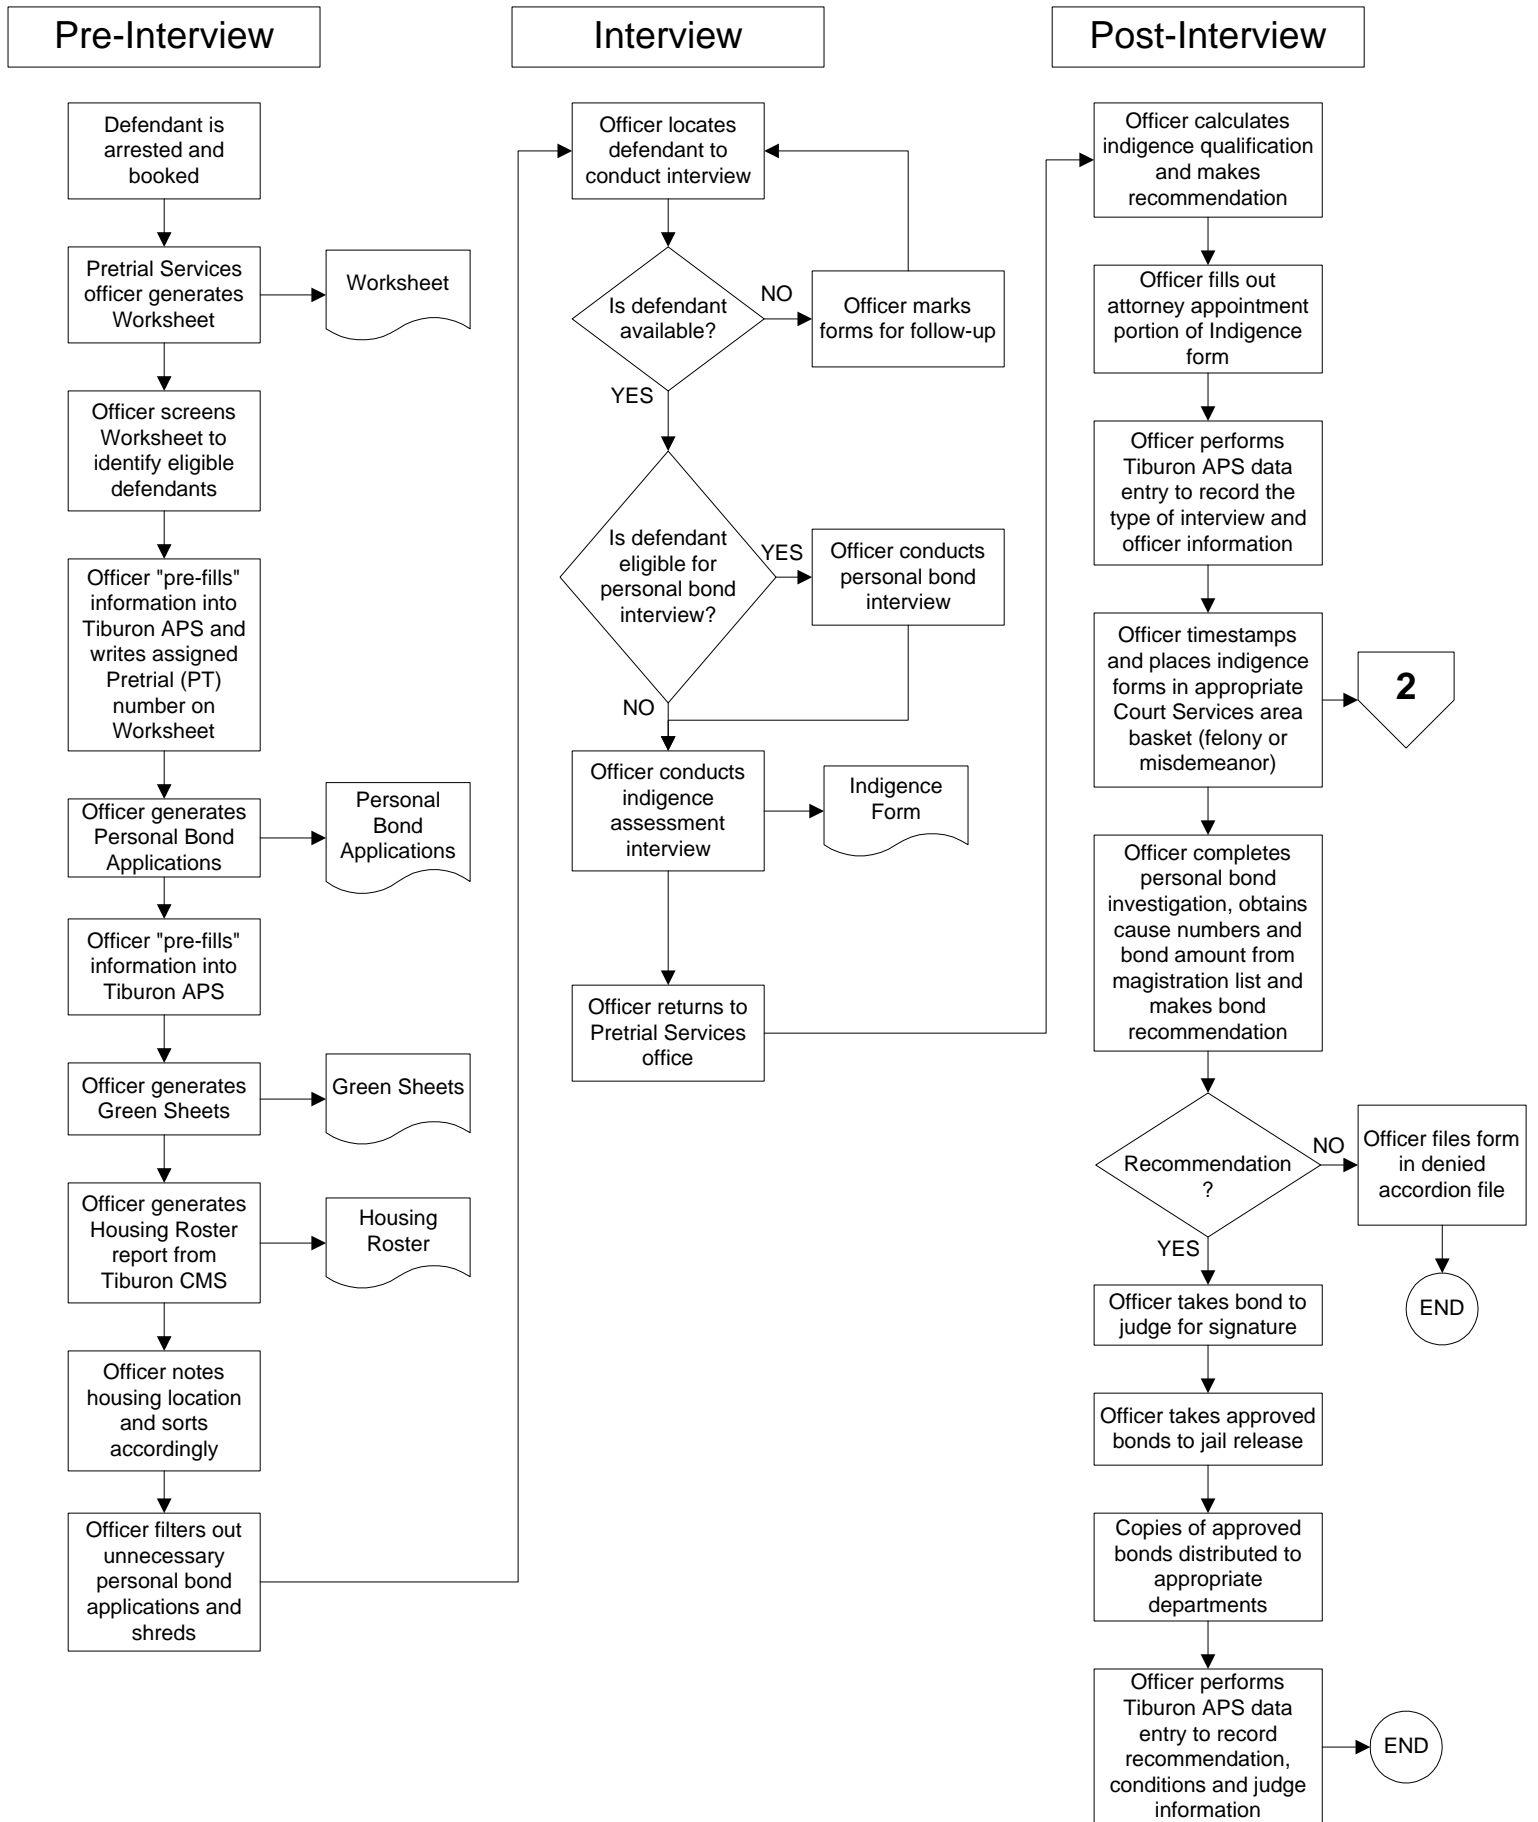 Pre-Interview
Defendant is
arrested and
booked
Pretrial Services
officer generates
Worksheet
Worksheet
Officer screens
Worksheet to
identify eligible
defendants
Officer "pre-fills"
information into
Tiburon APS and
writes assigned
Pretrial (PT)
number on
Worksheet
Officer generates
Personal Bond
Applications
Personal
Bond
Applications
Officer "pre-fills"
information into
Tiburon APS
Officer generates
Green Sheets
Green Sheets
Officer generates
Housing Roster
report from
Tiburon CMS
Housing
Roster
Officer notes
housing location
and sorts
accordingly
Officer filters out
unnecessary
personal bond
applications and
shreds
Interview
Officer locates
defendant to
conduct interview
Is defendant
available?
NO
Officer marks
forms for follow-up
YES
Is defendant
eligible for
personal bond
interview?
YES
Officer conducts
personal bond
interview
NO
Officer conducts
indigence
assessment
interview
Indigence
Form
Officer returns to
Pretrial Services
office
Post-Interview
Officer calculates
indigence qualification
and makes
recommendation
Officer fills out
attorney appointment
portion of Indigence
form
Officer performs
Tiburon APS data
entry to record the
type of interview and
officer information
Officer timestamps
and places indigence
forms in appropriate
Court Services area
basket (felony or
misdemeanor)
2
Officer completes
personal bond
investigation, obtains
cause numbers and
bond amount from
magistration list and
makes bond
recommendation
Recommendation
?
NO
Officer files form
in denied
accordion file
END
YES
Officer takes bond to
judge for signature
Officer takes approved
bonds to jail release
Copies of approved
bonds distributed to
appropriate
departments
Officer performs
Tiburon APS data
entry to record
recommendation,
conditions and judge
information
END